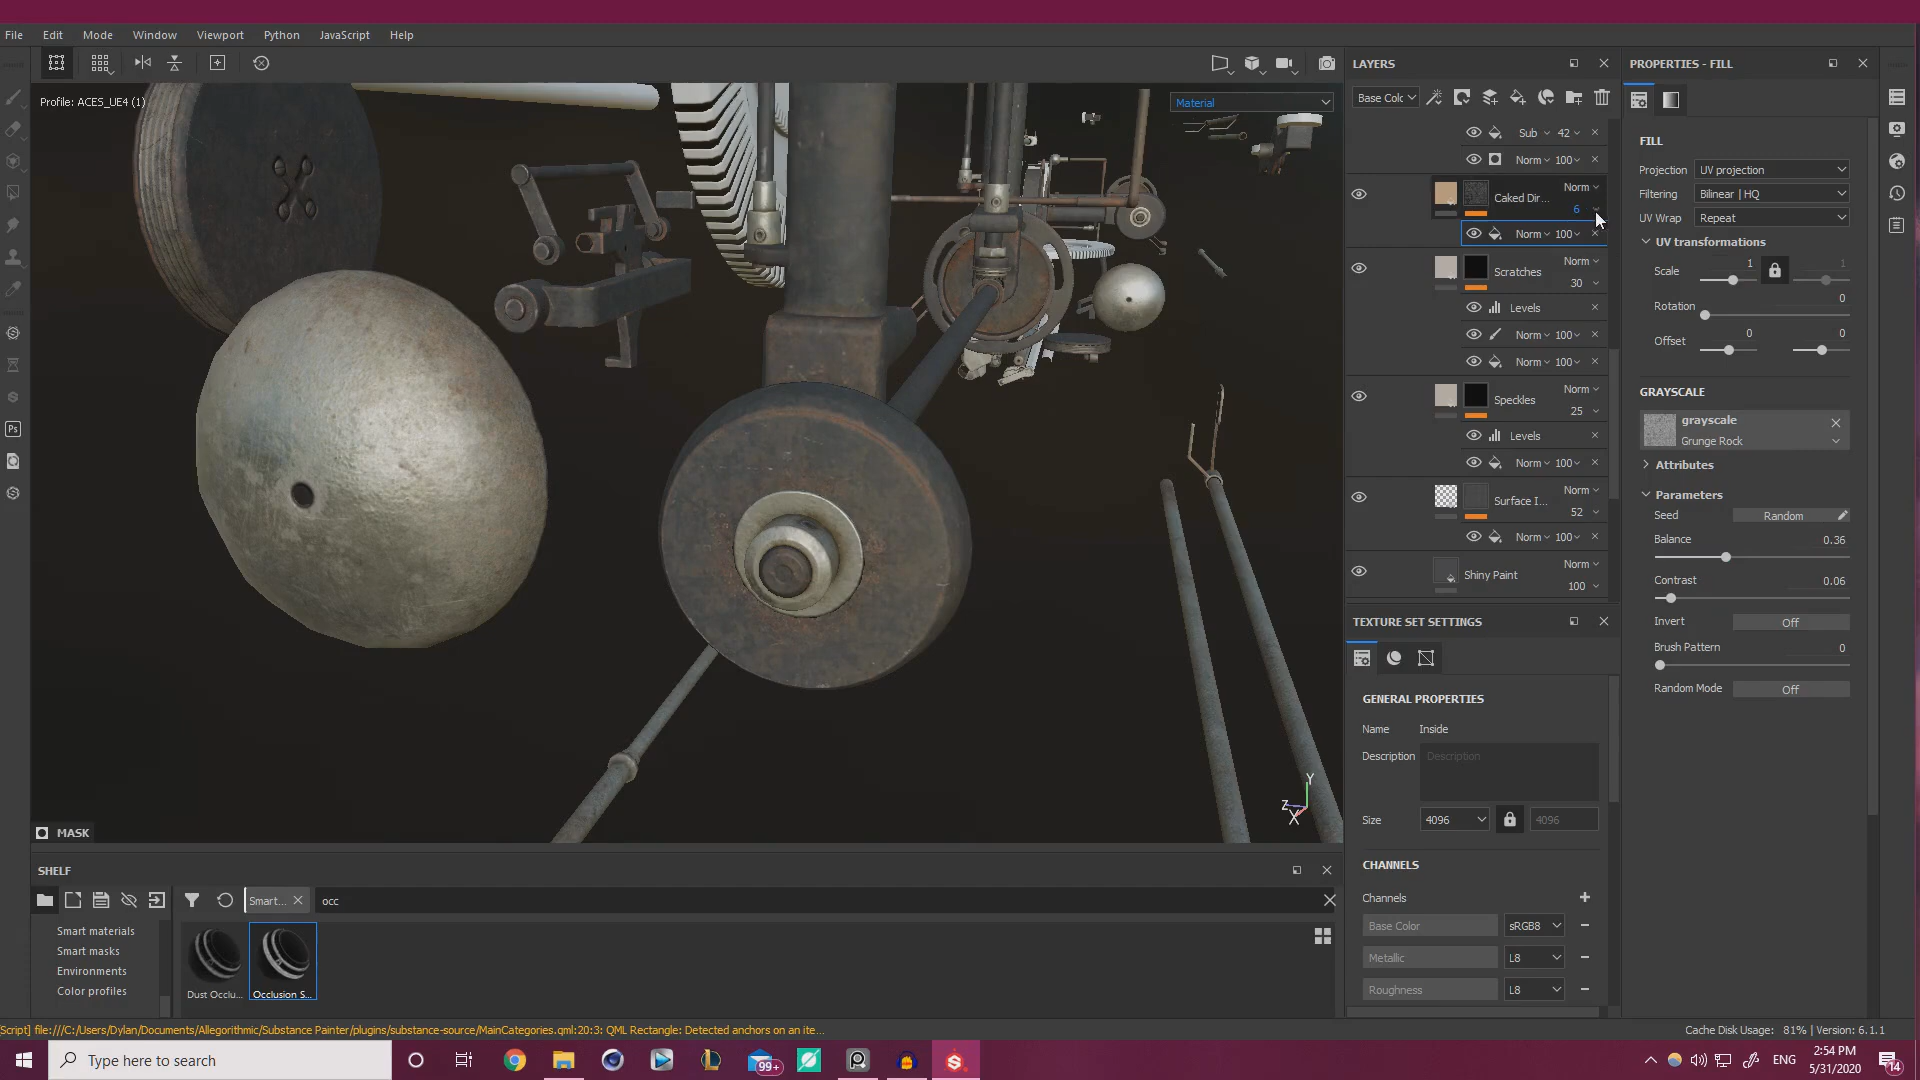 File Edit Mode Window Viewport Python JavaScript Help
Profile: ACES_UE4 (1)
Material
Y
Z
X
MASK
LAYERS
Base Colc
Sub 42
Norm 100
Caked Dir...
Norm
6
Norm 100
Scratches
Norm
30
Levels
Norm 100
Norm 100
Speckles
Norm
25
Levels
Norm 100
Surface I...
Norm
52
Norm 100
Shiny Paint
Norm
100
TEXTURE SET SETTINGS
GENERAL PROPERTIES
Name Inside
Description Description
Size 4096 4096
CHANNELS
Channels
Base Color sRGB8
Metallic L8
Roughness L8
PROPERTIES - FILL
FILL
Projection UV projection
Filtering Bilinear | HQ
UV Wrap Repeat
UV transformations
Scale 1 1
Rotation 0
Offset 0 0
GRAYSCALE
grayscale
Grunge Rock
Attributes
Parameters
Seed Random
Balance 0.36
Contrast 0.06
Invert Off
Brush Pattern 0
Random Mode Off
SHELF
Smart... occ
Smart materials
Smart masks
Environments
Color profiles
Dust Occlu... Occlusion S...
Script] file:///C:/Users/Dylan/Documents/Allegorithmic/Substance Painter/plugins/substance-source/MainCategories.qml:20:3: QML Rectangle: Detected anchors on an ite...
Cache Disk Usage: 81% | Version: 6.1.1
Type here to search
Ps
99+
ENG
2:54 PM
5/31/2020
14